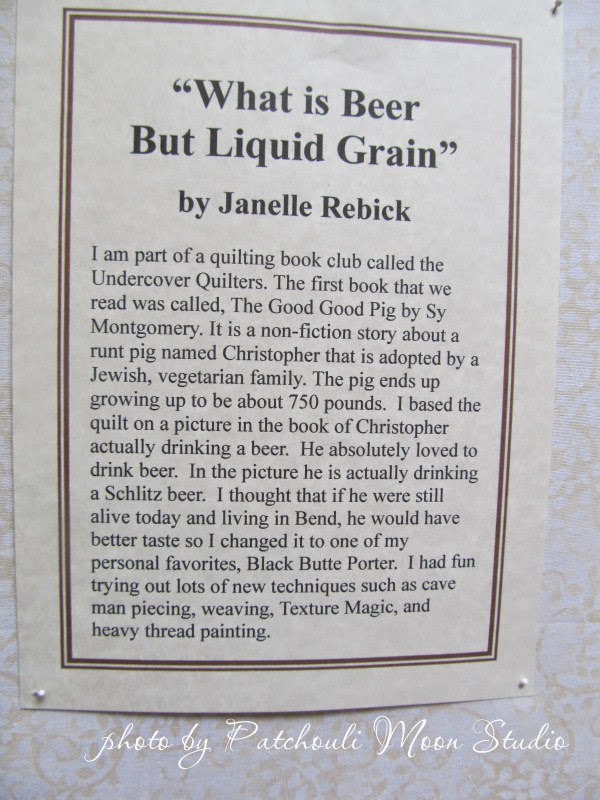 “What is Beer
But Liquid Grain”
by Janelle Rebick
I am part of a quilting book club called the
Undercover Quilters. The first book that we
read was called, The Good Good Pig by Sy
Montgomery. It is a non-fiction story about a
runt pig named Christopher that is adopted by a
Jewish, vegetarian family. The pig ends up
growing up to be about 750 pounds.  I based the
quilt on a picture in the book of Christopher
actually drinking a beer.  He absolutely loved to
drink beer.  In the picture he is actually drinking
a Schlitz beer.  I thought that if he were still
alive today and living in Bend, he would have
better taste so I changed it to one of my
personal favorites, Black Butte Porter.  I had fun
trying out lots of new techniques such as cave
man piecing, weaving, Texture Magic, and
heavy thread painting.
photo by Patchouli Moon Studio